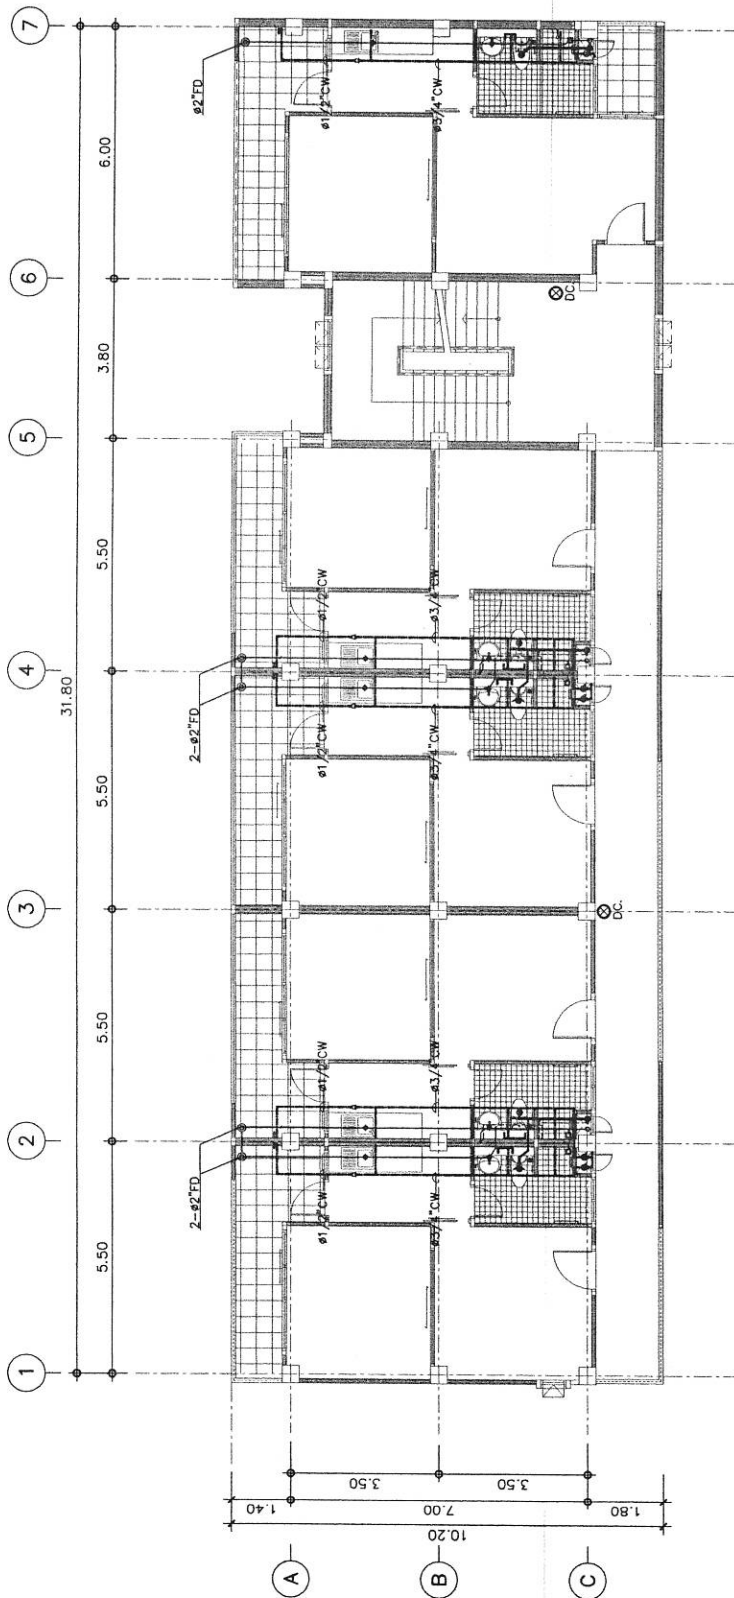 7
6
5
4
3
2
1
6.00
3.80
5.50
5.50
5.50
5.50
31.80
ø2"FD
2-ø2"FD
2-ø2"FD
ø1/2"CW
ø3/4"CW
ø1/2"CW
ø3/4"CW
ø1/2"CW
ø3/4"CW
ø1/2"CW
ø3/4"CW
ø1/2"CW
ø3/4"CW
DC.
DC.
1.40
3.50
3.50
1.80
7.00
10.20
A
B
C